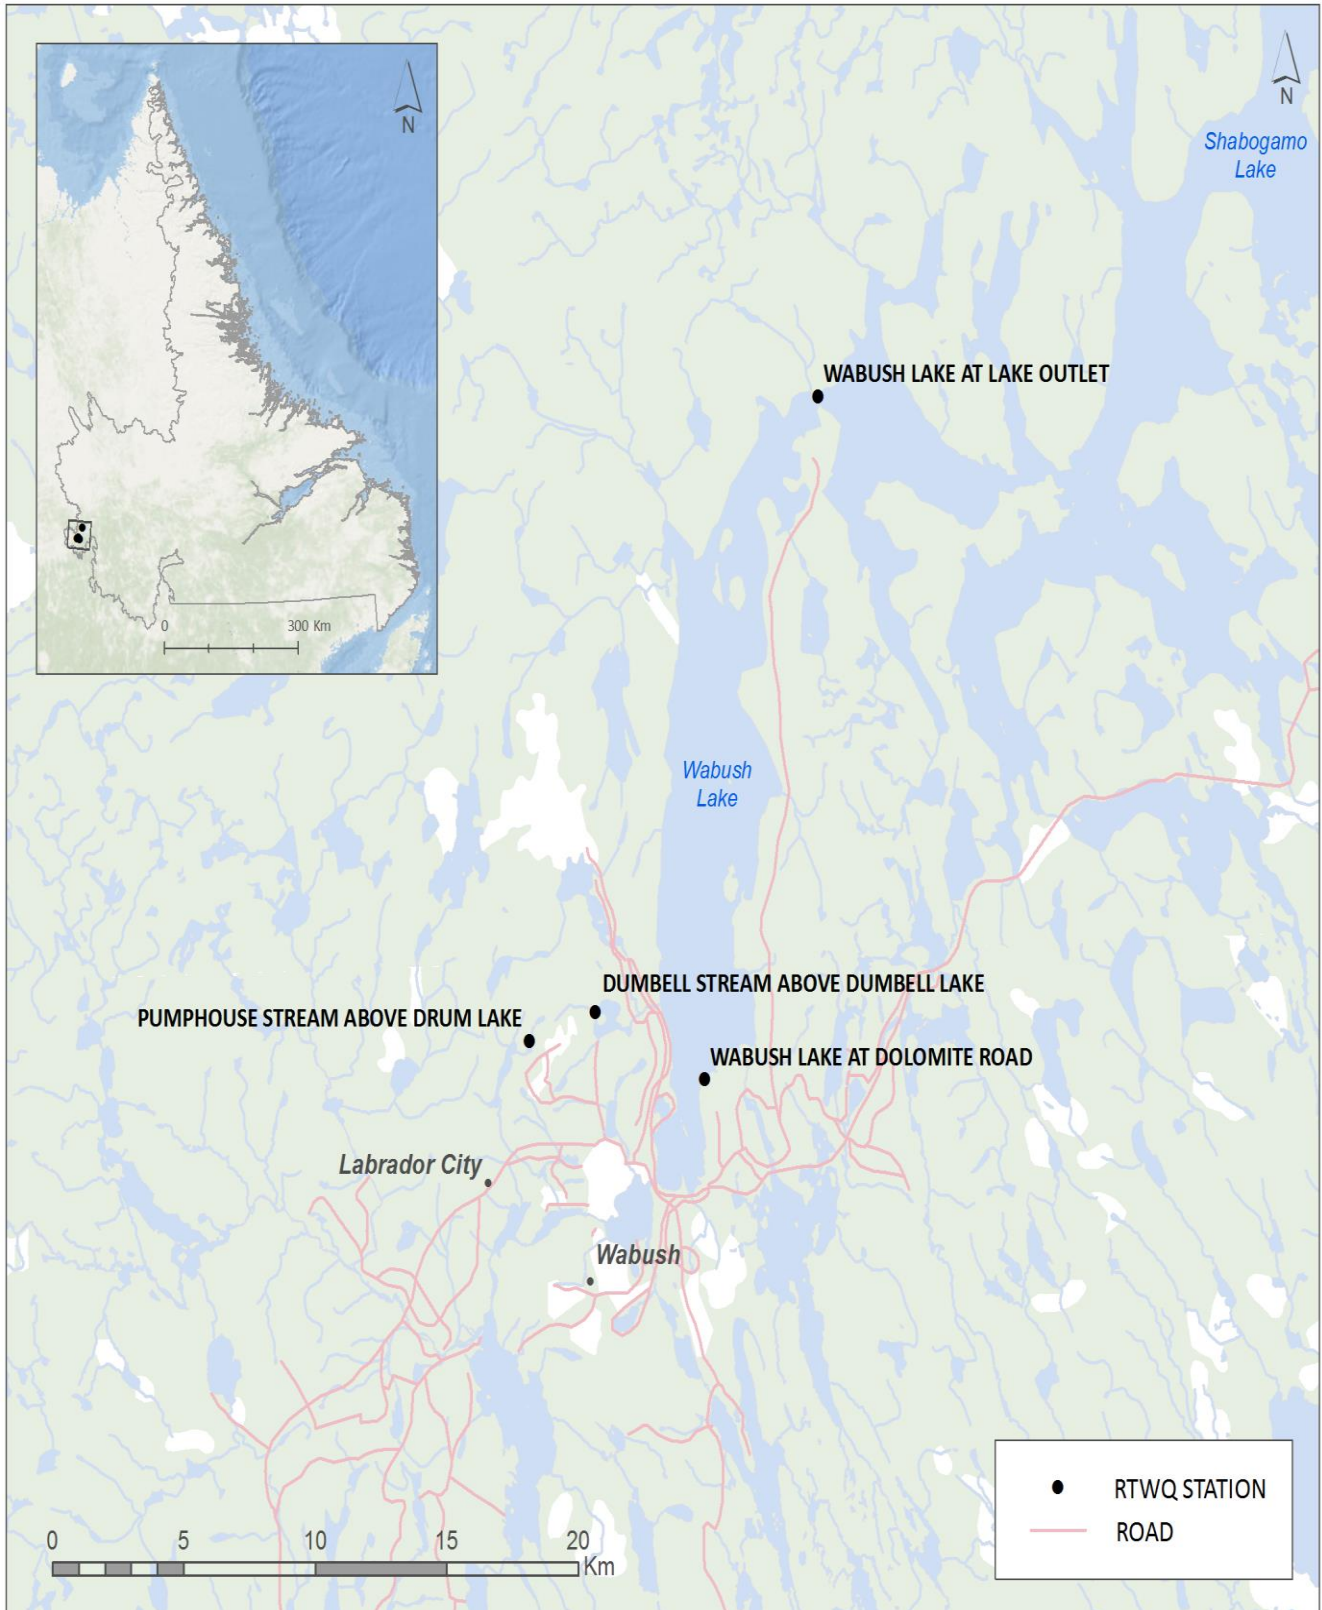 N
0
300 Km
N
Shabogamo
Lake
WABUSH LAKE AT LAKE OUTLET
Wabush
Lake
DUMBELL STREAM ABOVE DUMBELL LAKE
PUMPHOUSE STREAM ABOVE DRUM LAKE
WABUSH LAKE AT DOLOMITE ROAD
Labrador City
Wabush
RTWQ STATION
ROAD
0 5 10 15 20
Km